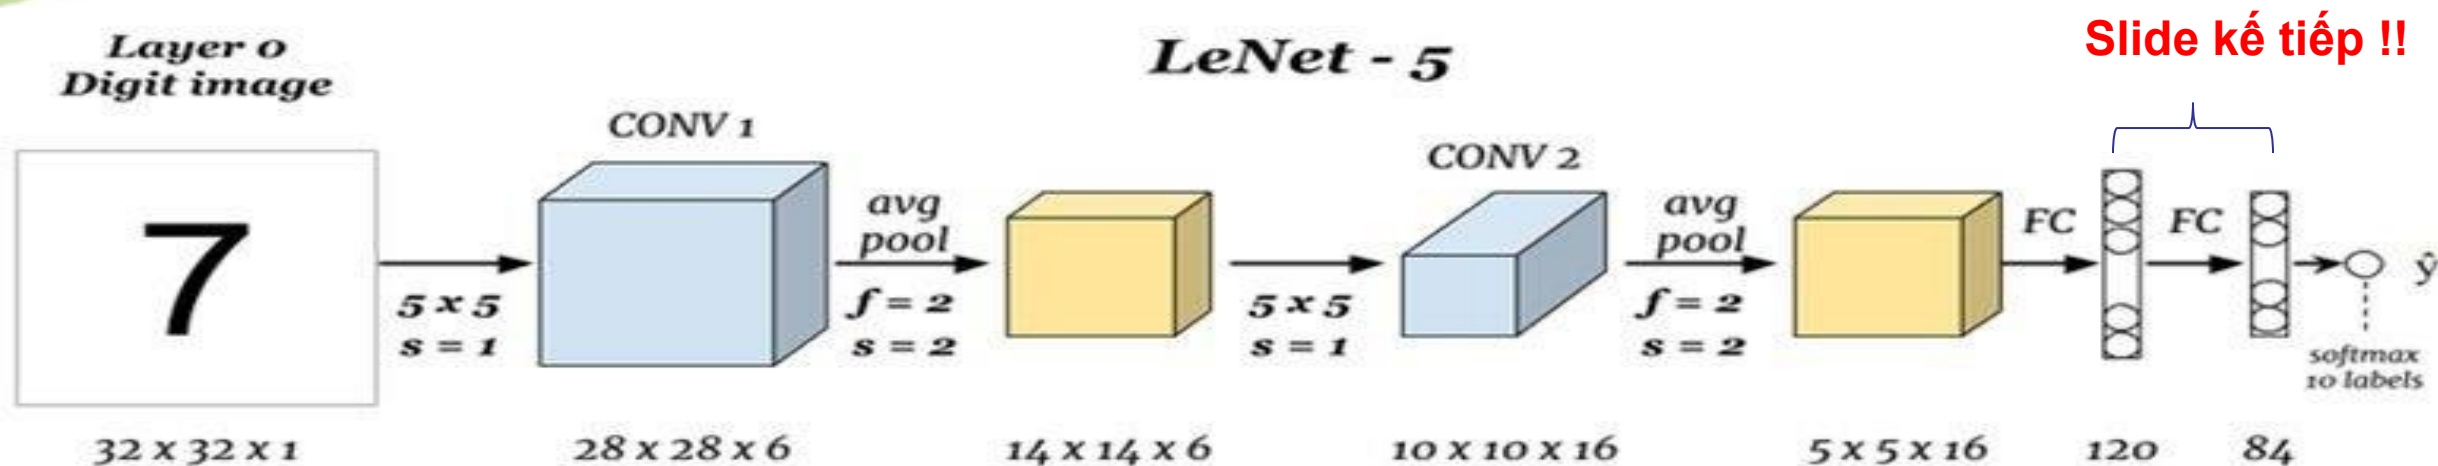 Layer 0
Digit image
LeNet - 5
Slide kế tiếp !!
7
5 x 5
s = 1
CONV 1
avg
pool
f = 2
s = 2
5 x 5
s = 1
CONV 2
avg
pool
f = 2
s = 2
FC
FC
ŷ
softmax
10 labels
32 x 32 x 1
28 x 28 x 6
14 x 14 x 6
10 x 10 x 16
5 x 5 x 16
120
84